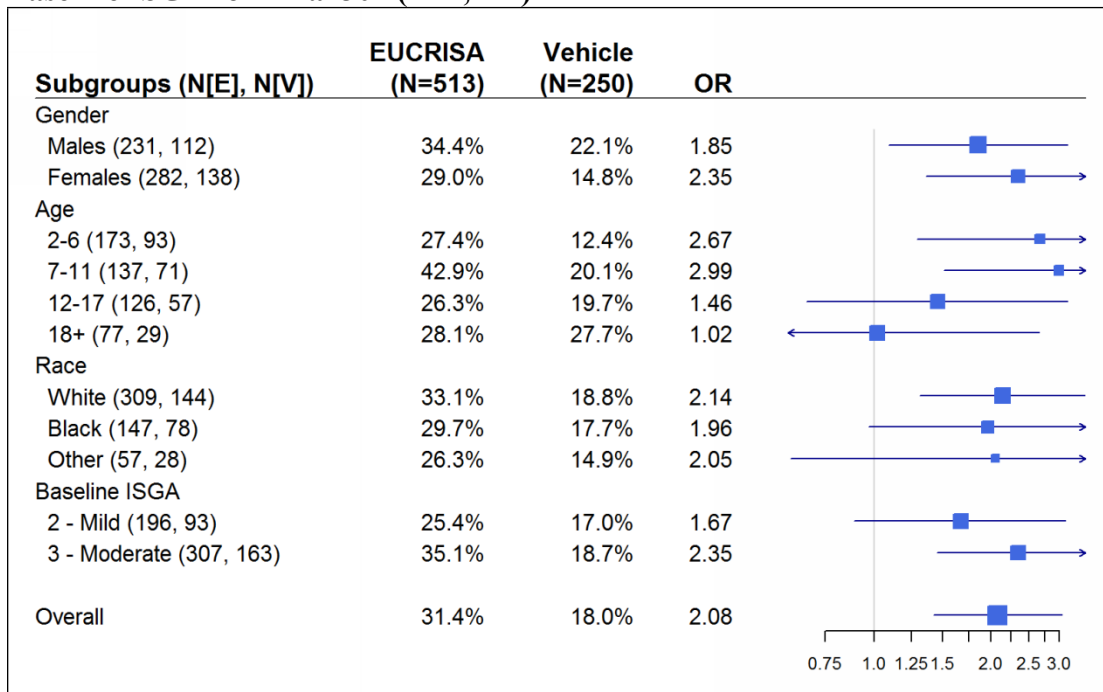 EUCRISA Vehicle
Subgroups (N[E], N[V]) (N=513) (N=250) OR
Gender
Males (231, 112) 34.4% 22.1% 1.85
Females (282, 138) 29.0% 14.8% 2.35
Age
2-6 (173, 93) 27.4% 12.4% 2.67
7-11 (137, 71) 42.9% 20.1% 2.99
12-17 (126, 57) 26.3% 19.7% 1.46
18+ (77, 29) 28.1% 27.7% 1.02
Race
White (309, 144) 33.1% 18.8% 2.14
Black (147, 78) 29.7% 17.7% 1.96
Other (57, 28) 26.3% 14.9% 2.05
Baseline ISGA
2 - Mild (196, 93) 25.4% 17.0% 1.67
3 - Moderate (307, 163) 35.1% 18.7% 2.35
Overall 31.4% 18.0% 2.08
0.75 1.0 1.25 1.5 2.0 2.5 3.0